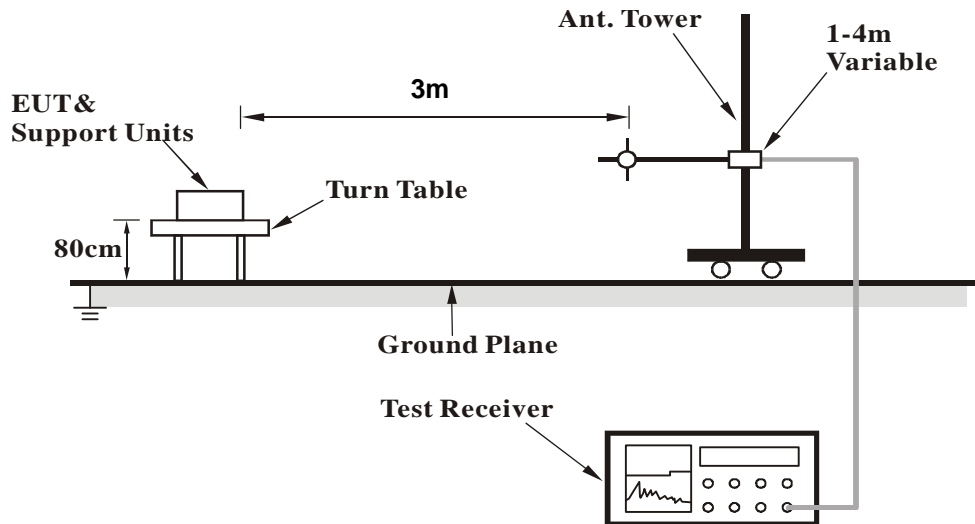 Ant. Tower
1-4m
Variable
3m
EUT&
Support Units
Turn Table
80cm
Ground Plane
Test Receiver